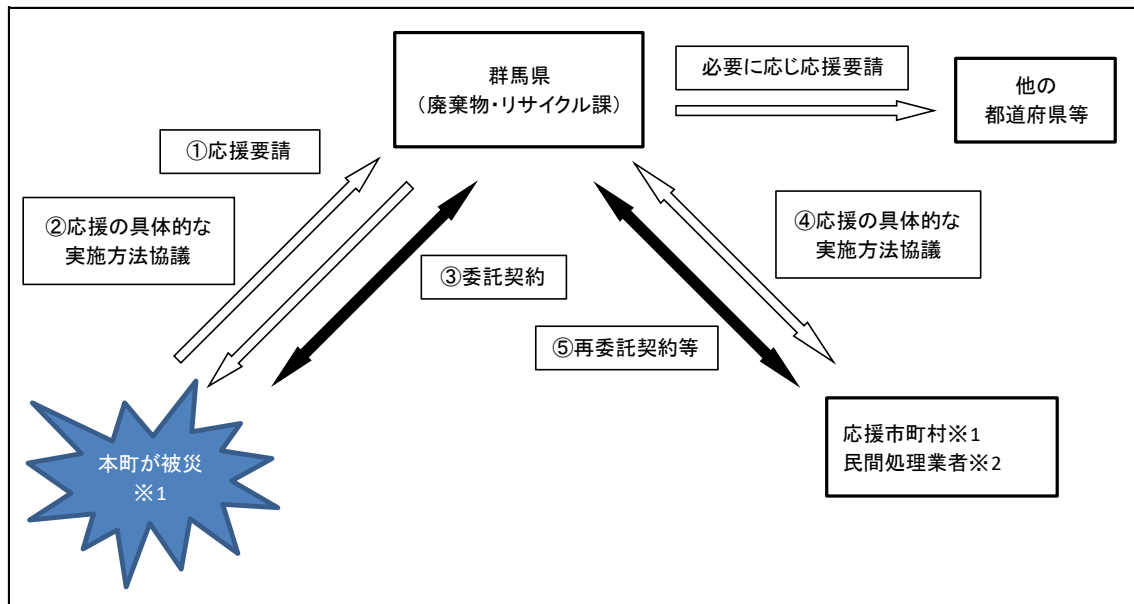 群馬県
（廃棄物・リサイクル課）
必要に応じ応援要請
他の
都道府県等
①応援要請
②応援の具体的な
実施方法協議
③委託契約
④応援の具体的な
実施方法協議
⑤再委託契約等
本町が被災
※1
応援市町村※1
民間処理業者※2